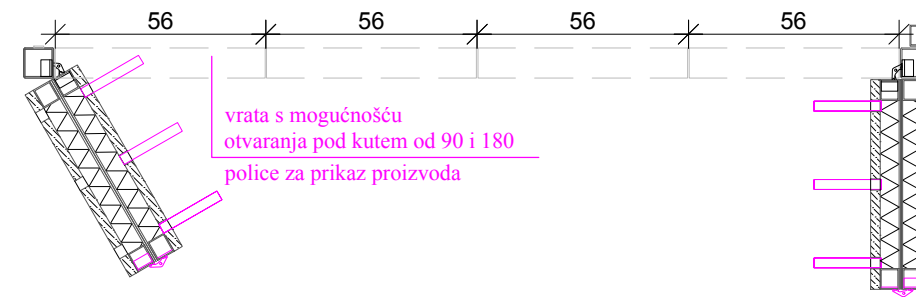 56 56 56 56
vrata s mogućnošću
otvaranja pod kutem od 90 i 180
police za prikaz proizvoda